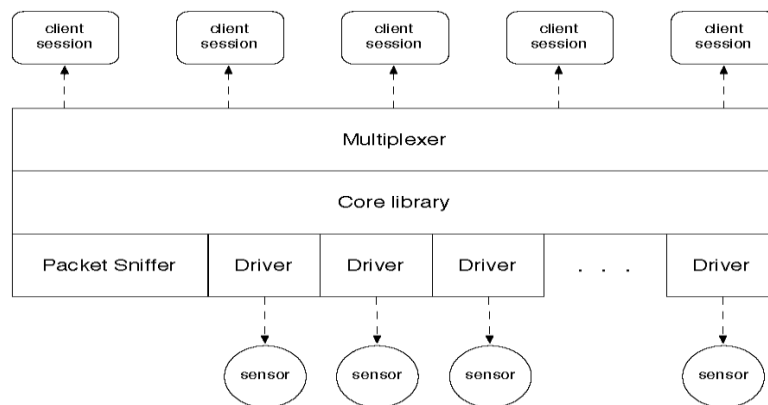 client
session
client
session
client
session
client
session
client
session
Multiplexer
Core library
Packet Sniffer
Driver
Driver
Driver
. . .
Driver
sensor
sensor
sensor
sensor